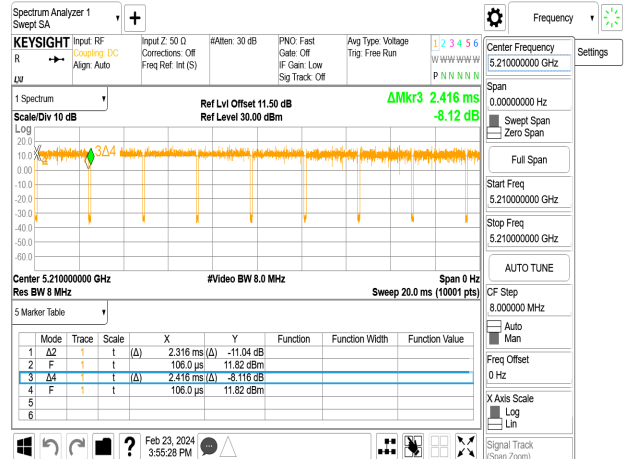 Spectrum Analyzer 1
Swept SA
Frequency
KEYSIGHT
R
Input: RF
Coupling: DC
Align: Auto
Input Z: 50 Ω
Corrections: Off
Freq Ref: Int (S)
#Atten: 30 dB
PNO: Fast
Gate: Off
IF Gain: Low
Sig Track: Off
Avg Type: Voltage
Trig: Free Run
1 2 3 4 5 6
W W W W W W
P N N N N N
1 Spectrum
Scale/Div 10 dB
Ref Lvl Offset 11.50 dB
Ref Level 30.00 dBm
ΔMkr3 2.416 ms
-8.12 dB
Log
20.0
10.0
0.00
-10.0
-20.0
-30.0
-40.0
-50.0
-60.0
3Δ4
Center 5.210000000 GHz
Res BW 8 MHz
#Video BW 8.0 MHz
Span 0 Hz
Sweep 20.0 ms (10001 pts)
5 Marker Table
Mode Trace Scale X Y Function Function Width Function Value
1 Δ2 1 t (Δ) 2.316 ms (Δ) -11.04 dB
2 F 1 t 106.0 µs 11.82 dBm
3 Δ4 1 t (Δ) 2.416 ms (Δ) -8.116 dB
4 F 1 t 106.0 µs 11.82 dBm
5
6
Feb 23, 2024
3:55:28 PM
Center Frequency
5.210000000 GHz
Settings
Span
0.00000000 Hz
Swept Span
Zero Span
Full Span
Start Freq
5.210000000 GHz
Stop Freq
5.210000000 GHz
AUTO TUNE
CF Step
8.000000 MHz
Auto
Man
Freq Offset
0 Hz
X Axis Scale
Log
Lin
Signal Track
(Span Zoom)